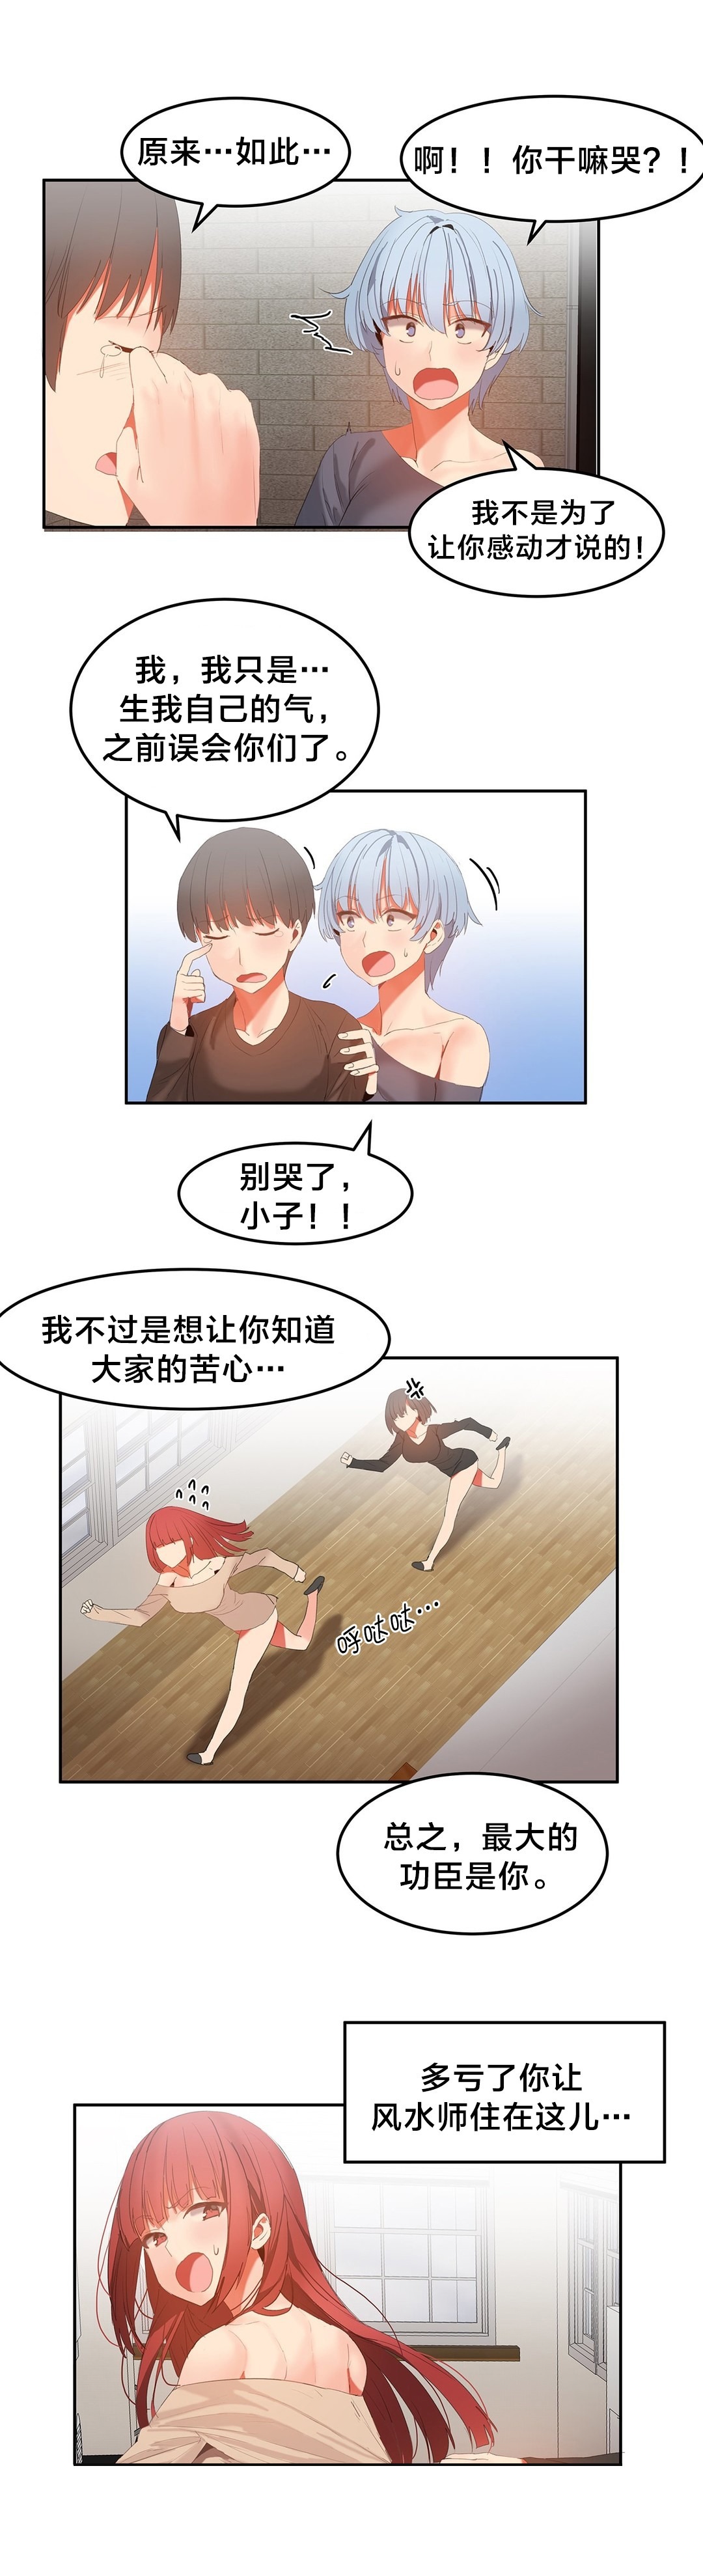 原来…如此…
啊！！你干嘛哭？！
我不是为了
让你感动才说的！
我，我只是…
生我自己的气，
之前误会你们了。
别哭了，
小子！！
我不过是想让你知道
大家的苦心…
呼哒哒…
总之，最大的
功臣是你。
多亏了你让
风水师住在这儿…